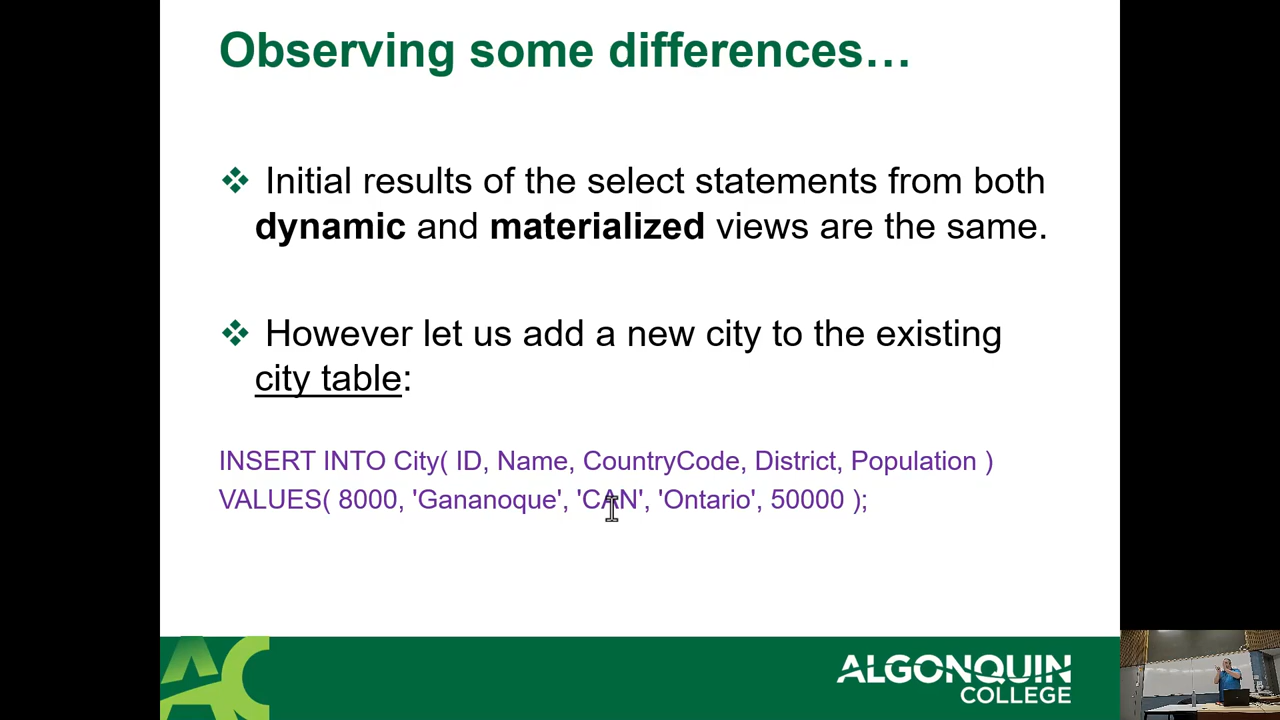 Observing some differences…
❖ Initial results of the select statements from both
dynamic and materialized views are the same.
❖ However let us add a new city to the existing
city table:
INSERT INTO City( ID, Name, CountryCode, District, Population )
VALUES( 8000, 'Gananoque', 'CAN', 'Ontario', 50000 );
AC
ALGONQUIN
COLLEGE